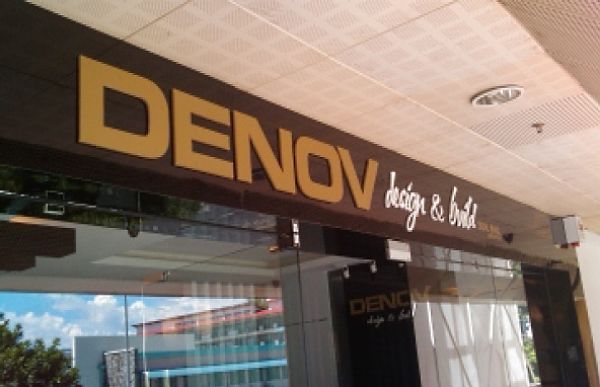 DENOV design & build
DENOV
design & build